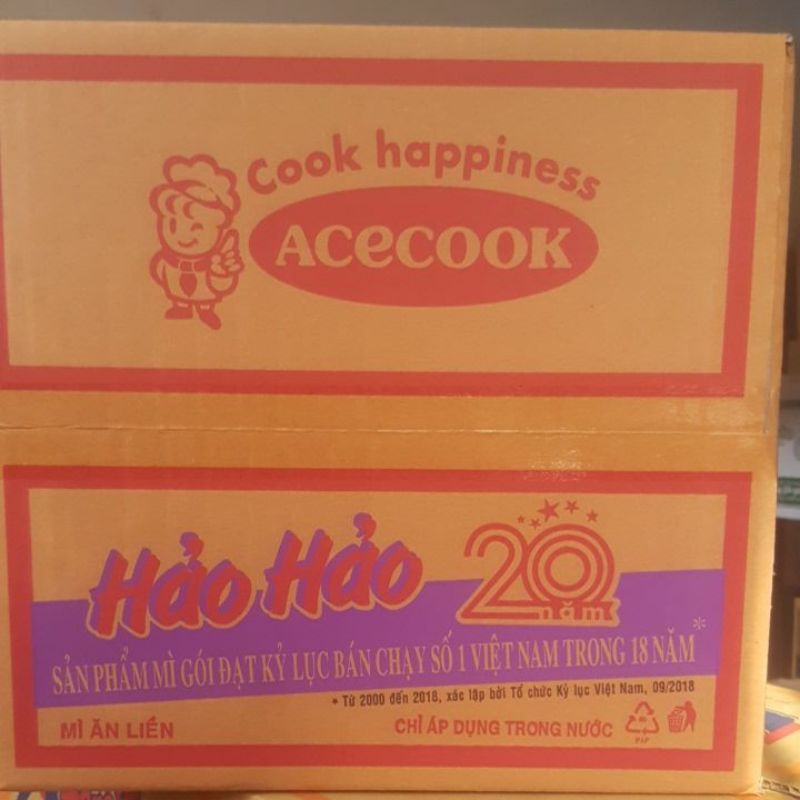 Cook happiness
ACeCOOK
Hảo Hảo
20
năm
SẢN PHẨM MÌ GÓI ĐẠT KỶ LỤC BÁN CHẠY SỐ 1 VIỆT NAM TRONG 18 NĂM *
* Từ 2000 đến 2018, xác lập bởi Tổ chức Kỷ lục Việt Nam, 09/2018
MÌ ĂN LIỀN
CHỈ ÁP DỤNG TRONG NƯỚC
PAP